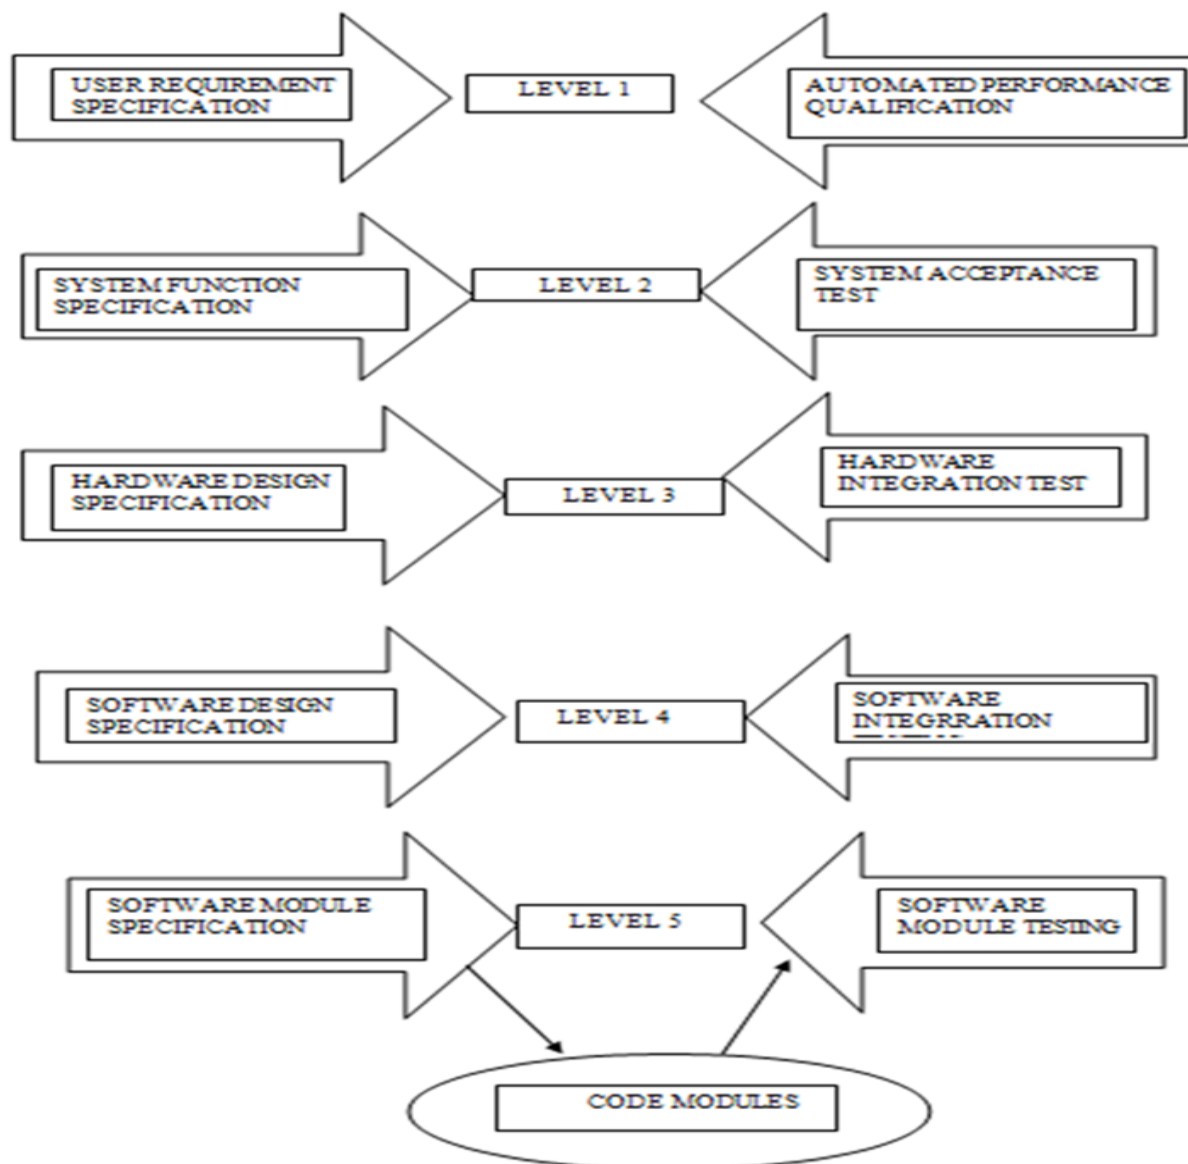 USER REQUIREMENT
SPECIFICATION
LEVEL 1
AUTOMATED PERFORMANCE
QUALIFICATION
SYSTEM FUNCTION
SPECIFICATION
LEVEL 2
SYSTEM ACCEPTANCE
TEST
HARDWARE DESIGN
SPECIFICATION
LEVEL 3
HARDWARE
INTEGRATION TEST
SOFTWARE DESIGN
SPECIFICATION
LEVEL 4
SOFTWARE
INTEGRRATION
SOFTWARE MODULE
SPECIFICATION
LEVEL 5
SOFTWARE
MODULE TESTING
CODE MODULES